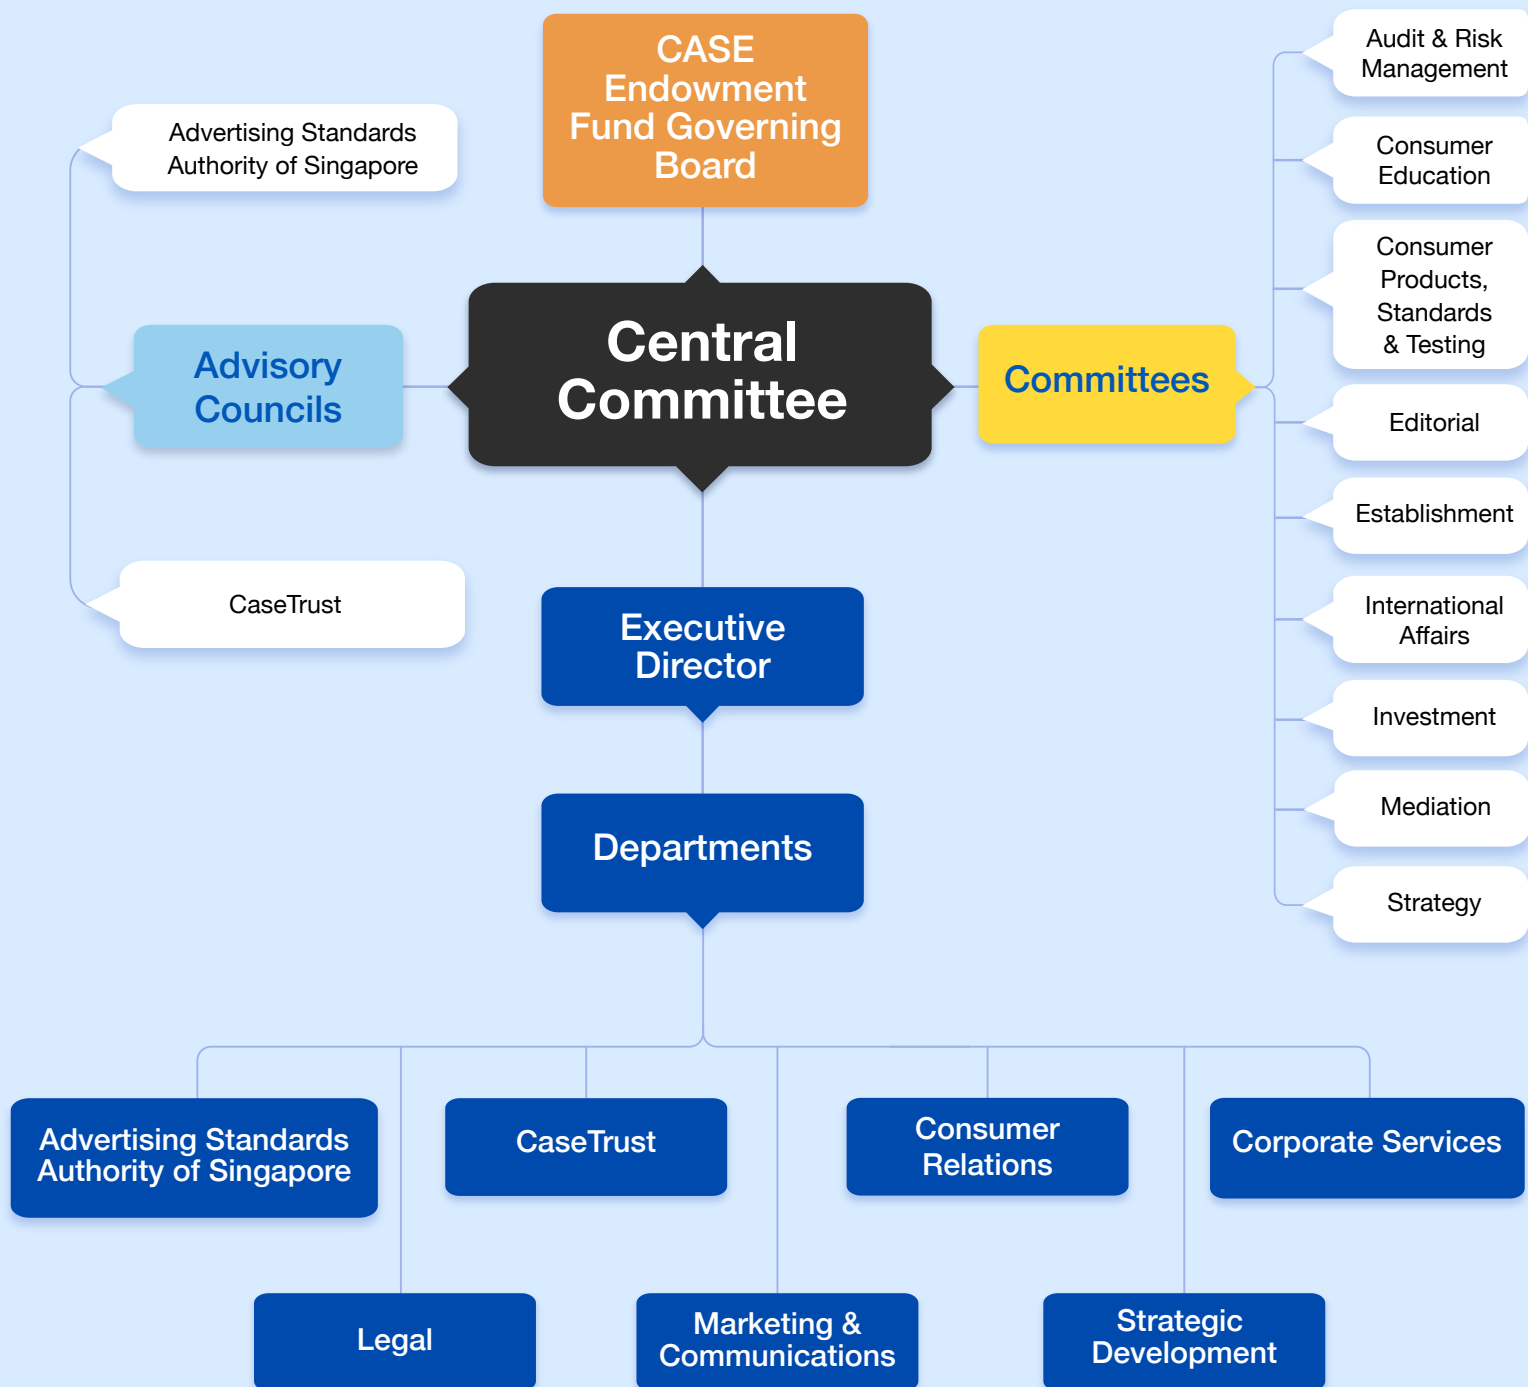 CASE
Endowment
Fund Governing
Board
Advertising Standards
Authority of Singapore
Advisory
Councils
CaseTrust
Central
Committee
Committees
Audit & Risk
Management
Consumer
Education
Consumer
Products,
Standards
& Testing
Editorial
Establishment
International
Affairs
Investment
Mediation
Strategy
Executive
Director
Departments
Advertising Standards
Authority of Singapore
CaseTrust
Consumer
Relations
Corporate Services
Legal
Marketing &
Communications
Strategic
Development